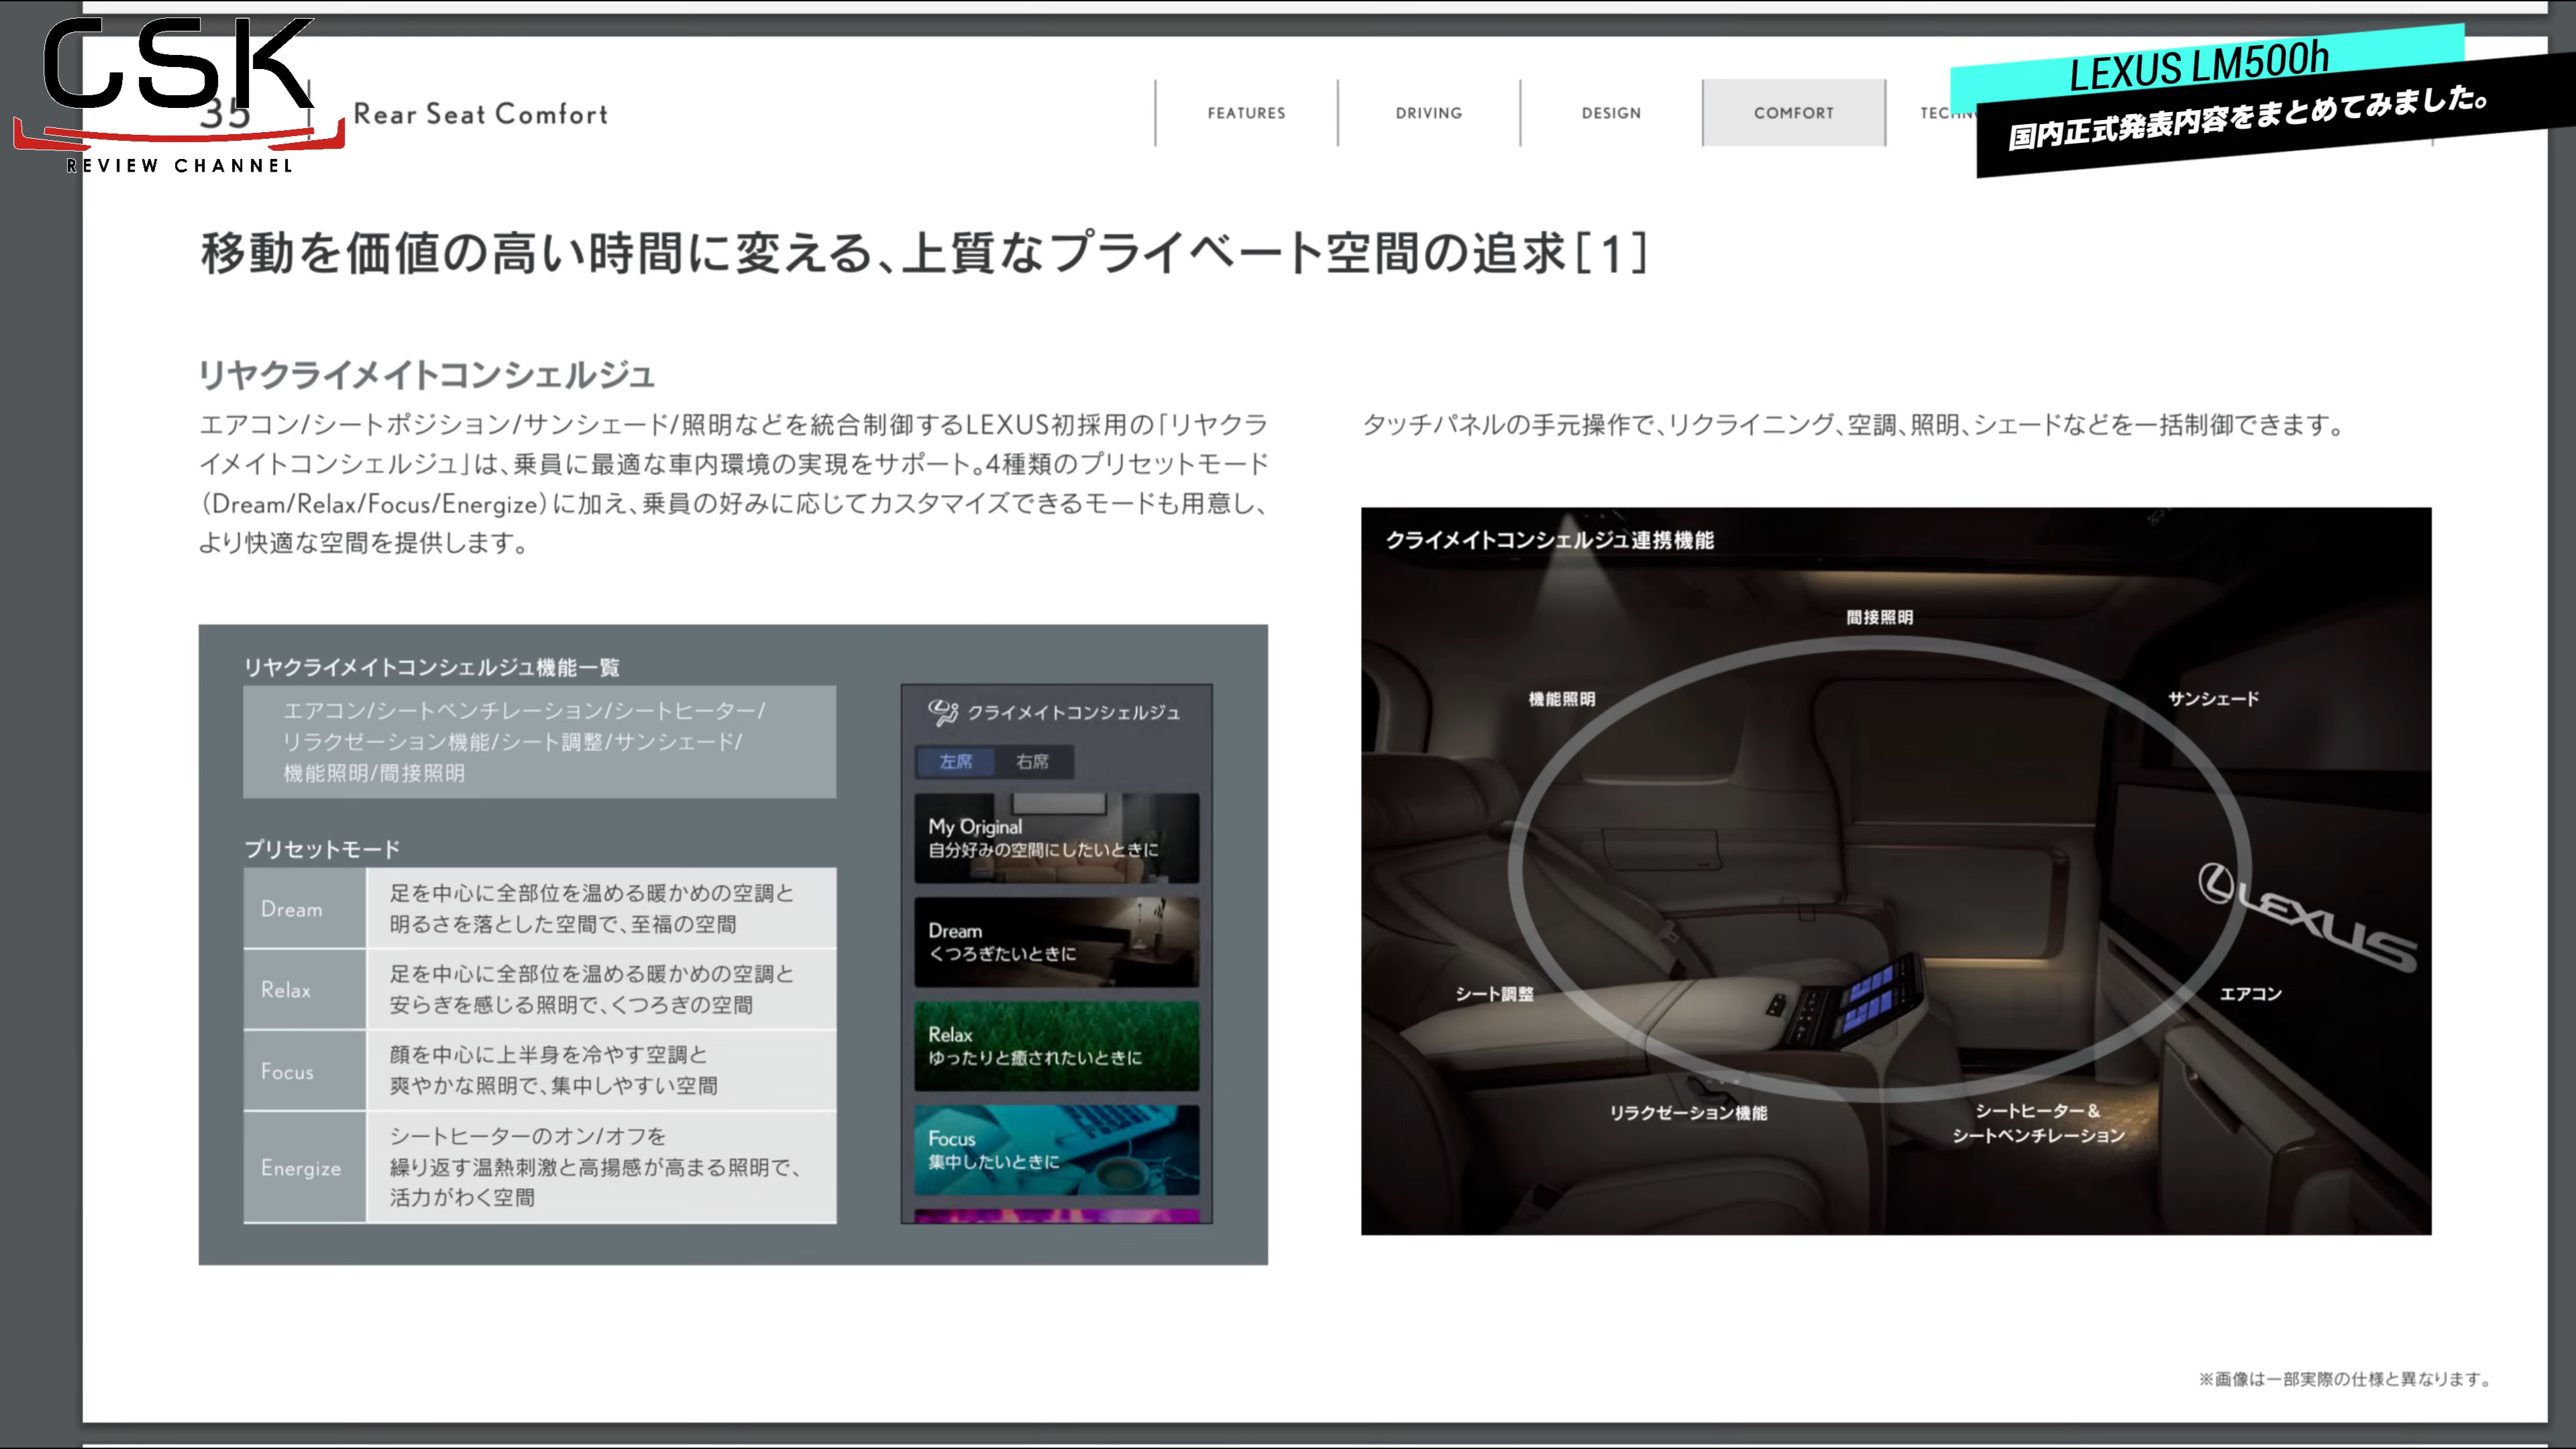 CSK
REVIEW CHANNEL
35
Rear Seat Comfort
FEATURES
DRIVING
DESIGN
COMFORT
LEXUS LM500h
国内正式発表内容をまとめてみました。
移動を価値の高い時間に変える、上質なプライベート空間の追求[1]
リヤクライメイトコンシェルジュ
エアコン/シートポジション/サンシェード/照明などを統合制御するLEXUS初採用の「リヤクラ
イメイトコンシェルジュ」は、乗員に最適な車内環境の実現をサポート。4種類のプリセットモード
（Dream/Relax/Focus/Energize）に加え、乗員の好みに応じてカスタマイズできるモードも用意し、
より快適な空間を提供します。
リヤクライメイトコンシェルジュ機能一覧
エアコン/シートベンチレーション/シートヒーター/
リラクゼーション機能/シート調整/サンシェード/
機能照明/間接照明
プリセットモード
Dream
足を中心に全部位を温める暖かめの空調と
明るさを落とした空間で、至福の空間
Relax
足を中心に全部位を温める暖かめの空調と
安らぎを感じる照明で、くつろぎの空間
Focus
顔を中心に上半身を冷やす空調と
爽やかな照明で、集中しやすい空間
Energize
シートヒーターのオン/オフを
繰り返す温熱刺激と高揚感が高まる照明で、
活力がわく空間
クライメイトコンシェルジュ
左席
右席
My Original
自分好みの空間にしたいときに
Dream
くつろぎたいときに
Relax
ゆったりと癒されたいときに
Focus
集中したいときに
タッチパネルの手元操作で、リクライニング、空調、照明、シェードなどを一括制御できます。
クライメイトコンシェルジュ連携機能
間接照明
機能照明
サンシェード
LEXUS
シート調整
エアコン
リラクゼーション機能
シートヒーター＆
シートベンチレーション
※画像は一部実際の仕様と異なります。